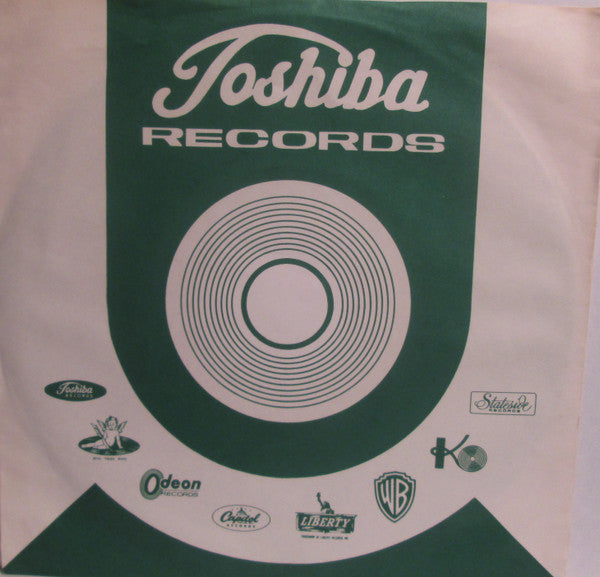 Toshiba
RECORDS
Toshiba
RECORDS
Odeon
RECORDS
Capitol
RECORDS
LIBERTY
WB
K
Stateside
RECORDS